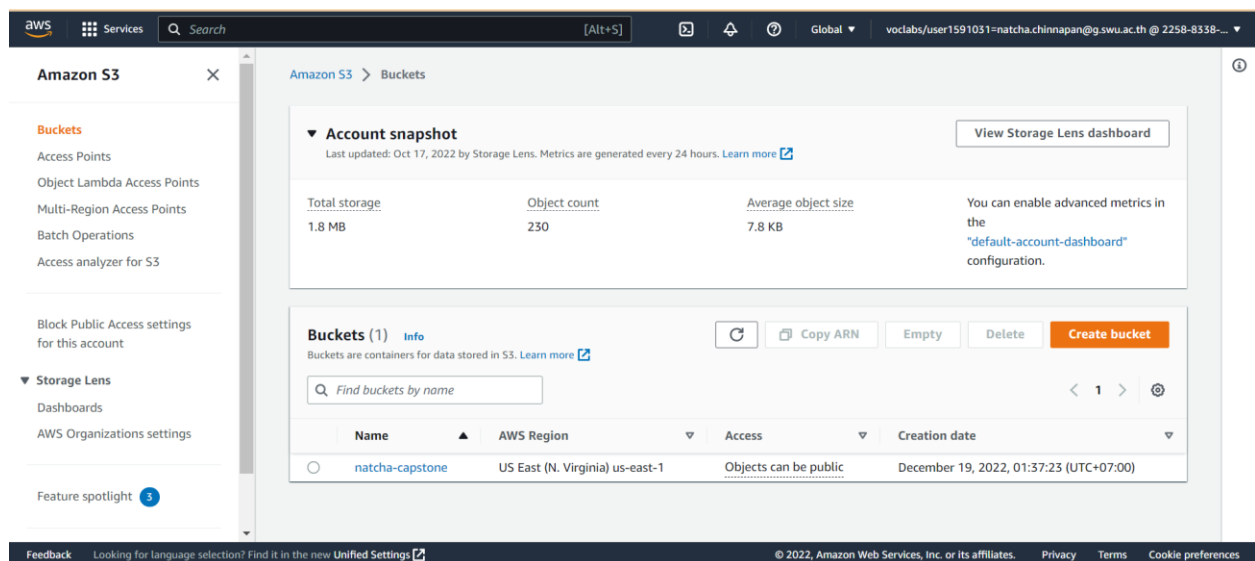 aws
Services
Search
[Alt+S]
Global
voclabs/user1591031=natcha.chinnapan@g.swu.ac.th @ 2258-8338-...
Amazon S3
Buckets
Access Points
Object Lambda Access Points
Multi-Region Access Points
Batch Operations
Access analyzer for S3
Block Public Access settings
for this account
Storage Lens
Dashboards
AWS Organizations settings
Feature spotlight 3
Amazon S3 > Buckets
Account snapshot
View Storage Lens dashboard
Last updated: Oct 17, 2022 by Storage Lens. Metrics are generated every 24 hours. Learn more
Total storage
1.8 MB
Object count
230
Average object size
7.8 KB
You can enable advanced metrics in
the
"default-account-dashboard"
configuration.
Buckets (1) Info
Buckets are containers for data stored in S3. Learn more
Copy ARN
Empty
Delete
Create bucket
Find buckets by name
1
Name AWS Region Access Creation date
natcha-capstone US East (N. Virginia) us-east-1 Objects can be public December 19, 2022, 01:37:23 (UTC+07:00)
Feedback Looking for language selection? Find it in the new Unified Settings © 2022, Amazon Web Services, Inc. or its affiliates. Privacy Terms Cookie preferences